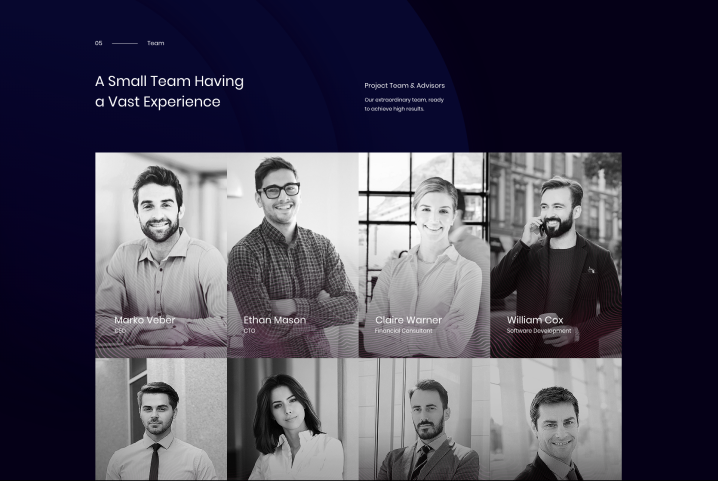 05
Team
A Small Team Having
a Vast Experience
Project Team & Advisors
Our extraordinary team, ready
to achieve high results.
Marko Veber
CEO
Ethan Mason
CTO
Claire Warner
Financial Consultant
William Cox
Software Development